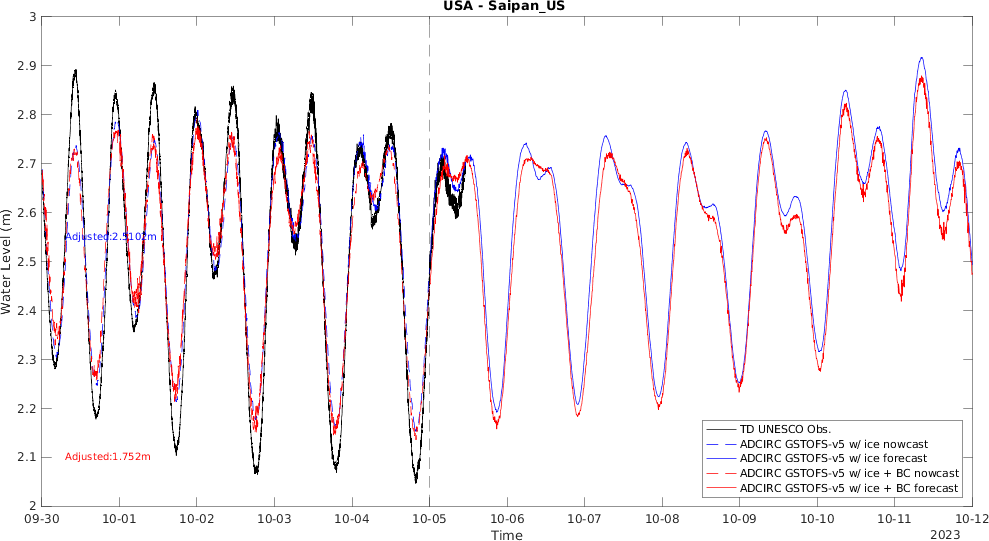 USA - Saipan_US
3
2.9
2.8
2.7
2.6
2.5
2.4
2.3
2.2
2.1
2
Water Level (m)
Adjusted:2.5102m
Adjusted:1.752m
TD UNESCO Obs.
ADCIRC GSTOFS-v5 w/ ice nowcast
ADCIRC GSTOFS-v5 w/ ice forecast
ADCIRC GSTOFS-v5 w/ ice + BC nowcast
ADCIRC GSTOFS-v5 w/ ice + BC forecast
09-30 10-01 10-02 10-03 10-04 10-05 10-06 10-07 10-08 10-09 10-10 10-11 10-12
Time
2023